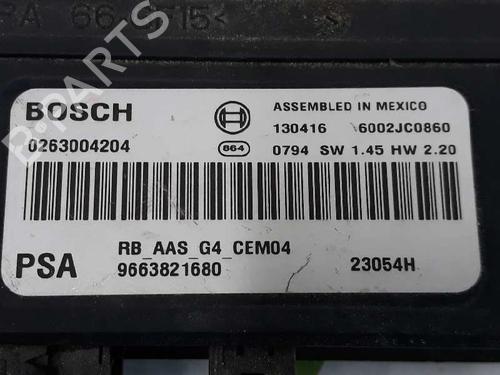 BOSCH
ASSEMBLED IN MEXICO
130416 6002JC0860
0263004204
864
0794 SW 1.45 HW 2.20
PSA
RB_AAS_G4_CEM04
9663821680
23054H